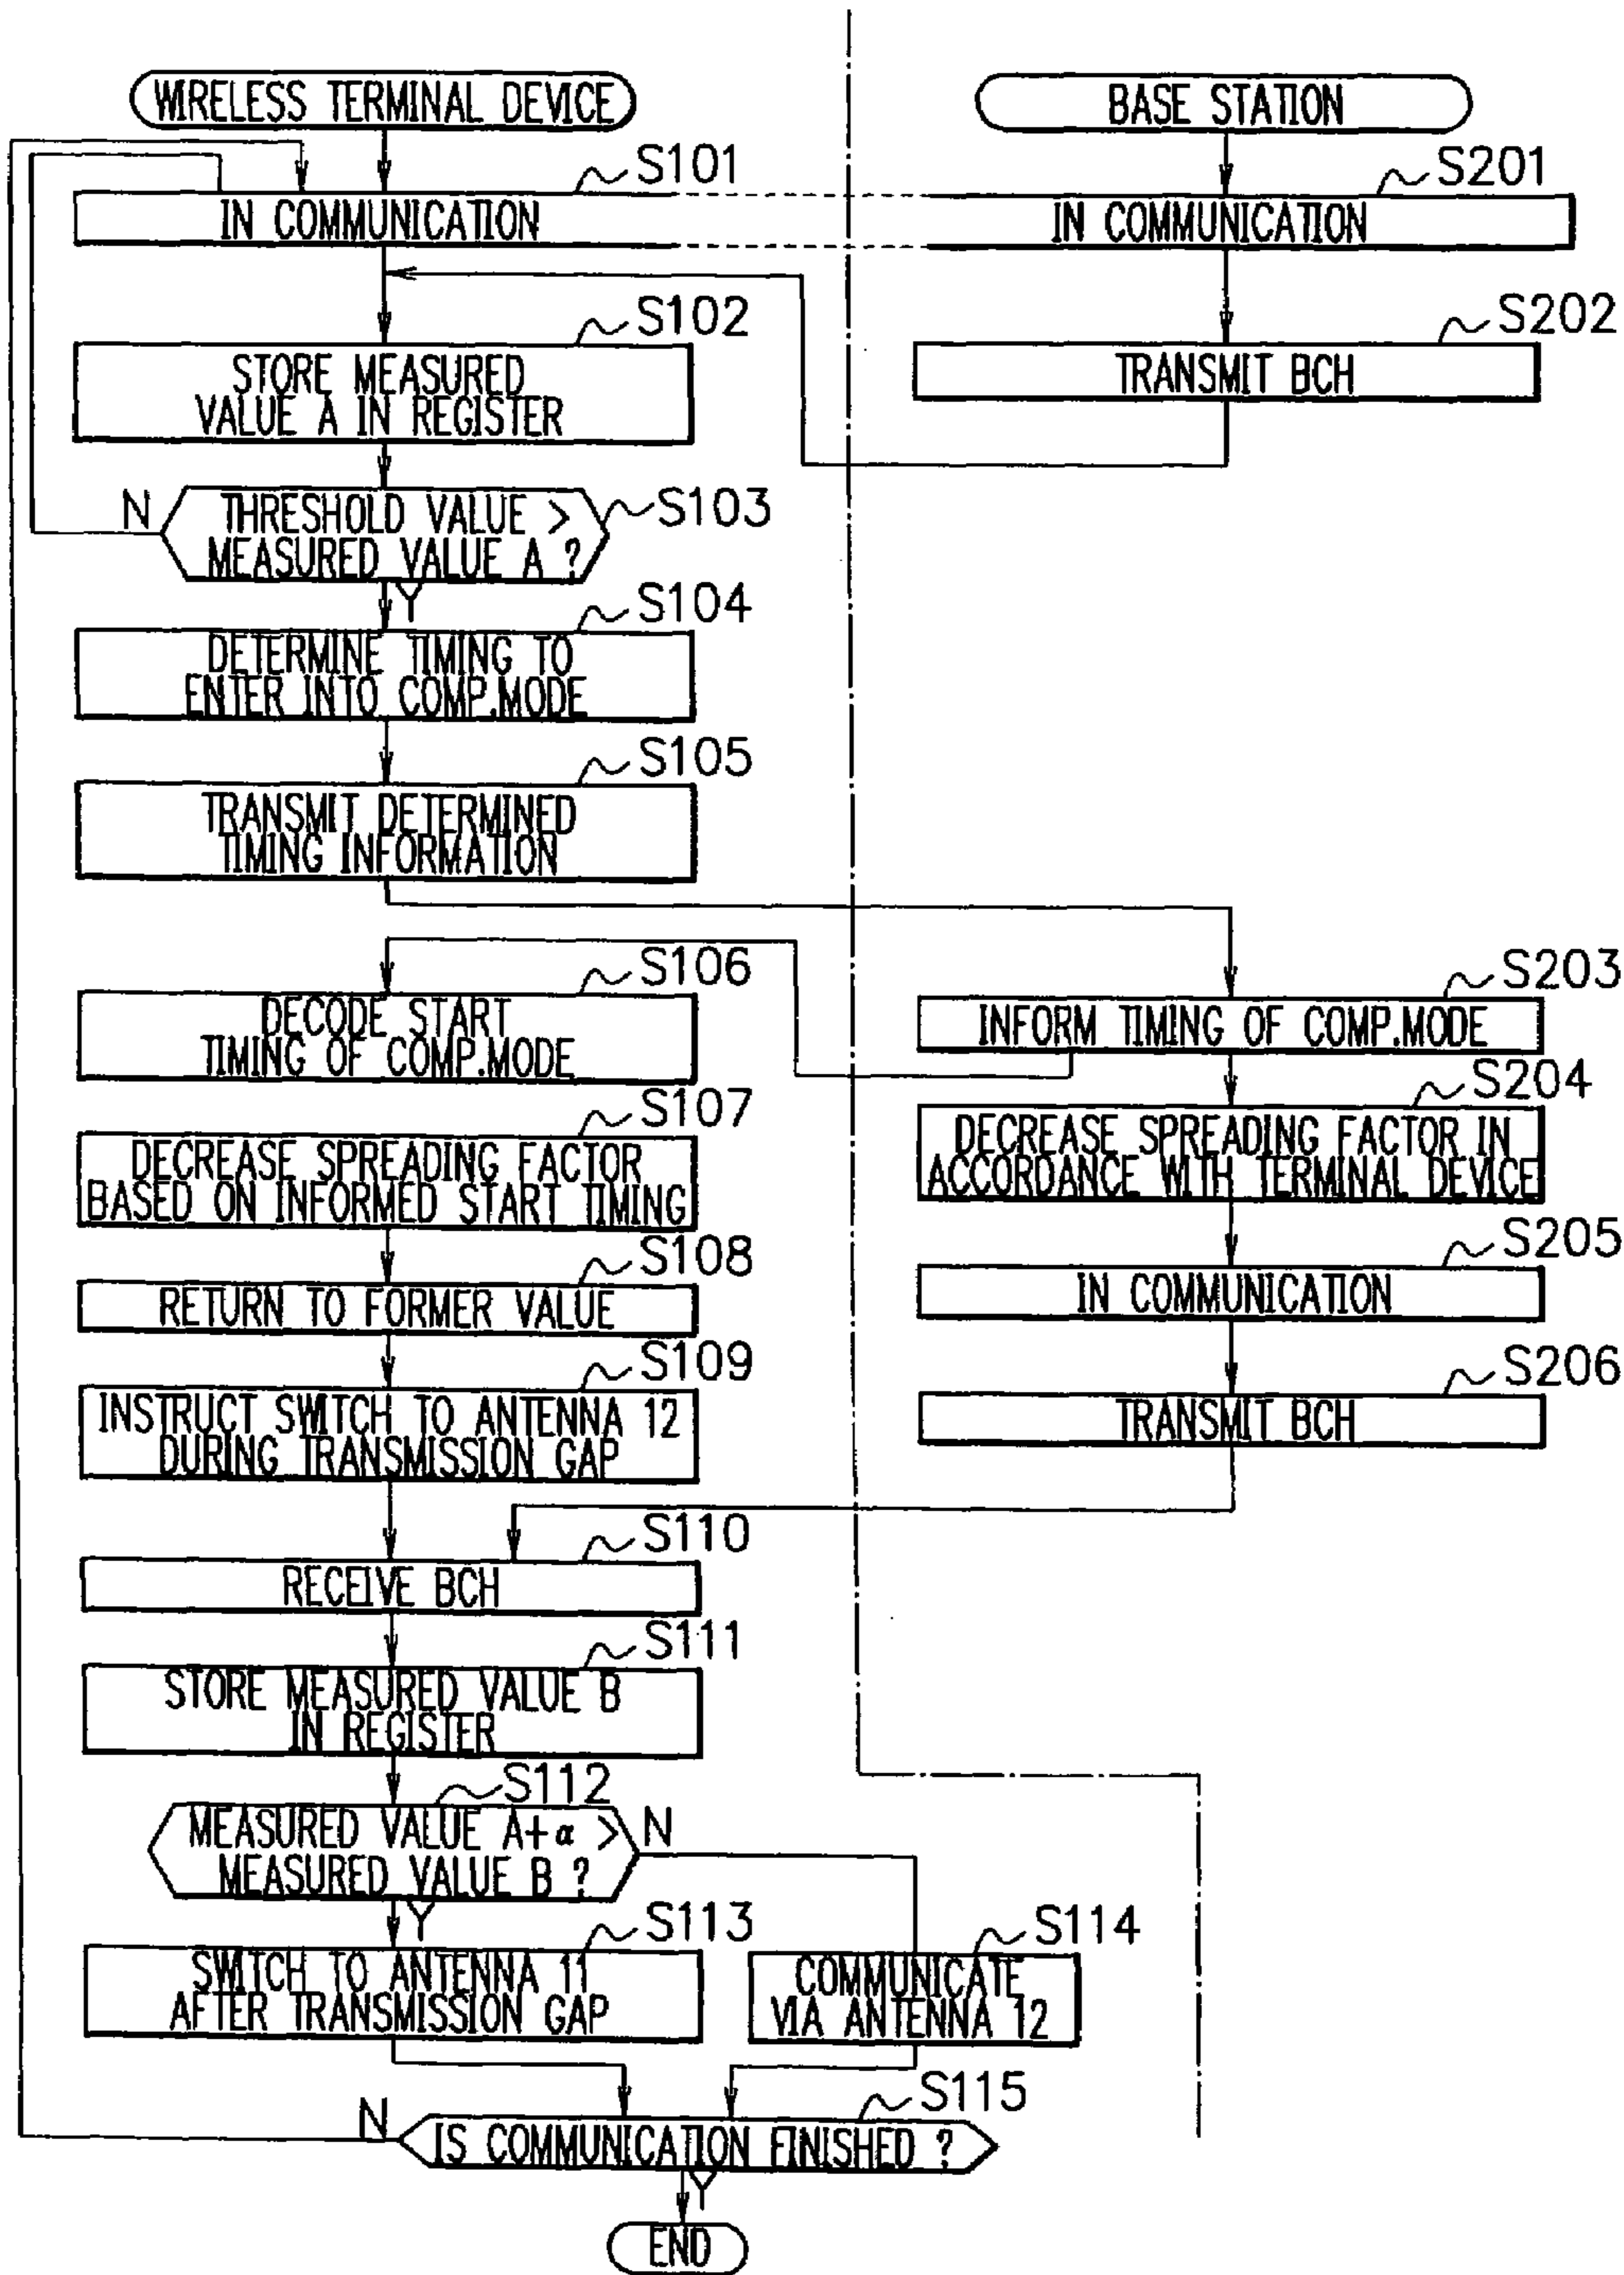 WIRELESS TERMINAL DEVICE
BASE STATION
S101
IN COMMUNICATION
S201
IN COMMUNICATION
S102
STORE MEASURED
VALUE A IN REGISTER
S202
TRANSMIT BCH
S103
THRESHOLD VALUE >
MEASURED VALUE A ?
N
Y
S104
DETERMINE TIMING TO
ENTER INTO COMP.MODE
S105
TRANSMIT DETERMINED
TIMING INFORMATION
S106
DECODE START
TIMING OF COMP.MODE
S203
INFORM TIMING OF COMP.MODE
S107
DECREASE SPREADING FACTOR
BASED ON INFORMED START TIMING
S204
DECREASE SPREADING FACTOR IN
ACCORDANCE WITH TERMINAL DEVICE
S108
RETURN TO FORMER VALUE
S205
IN COMMUNICATION
S109
INSTRUCT SWITCH TO ANTENNA 12
DURING TRANSMISSION GAP
S206
TRANSMIT BCH
S110
RECEIVE BCH
S111
STORE MEASURED VALUE B
IN REGISTER
S112
MEASURED VALUE A+α >
MEASURED VALUE B ?
N
Y
S113
SWITCH TO ANTENNA 11
AFTER TRANSMISSION GAP
S114
COMMUNICATE
VIA ANTENNA 12
S115
IS COMMUNICATION FINISHED ?
N
Y
END